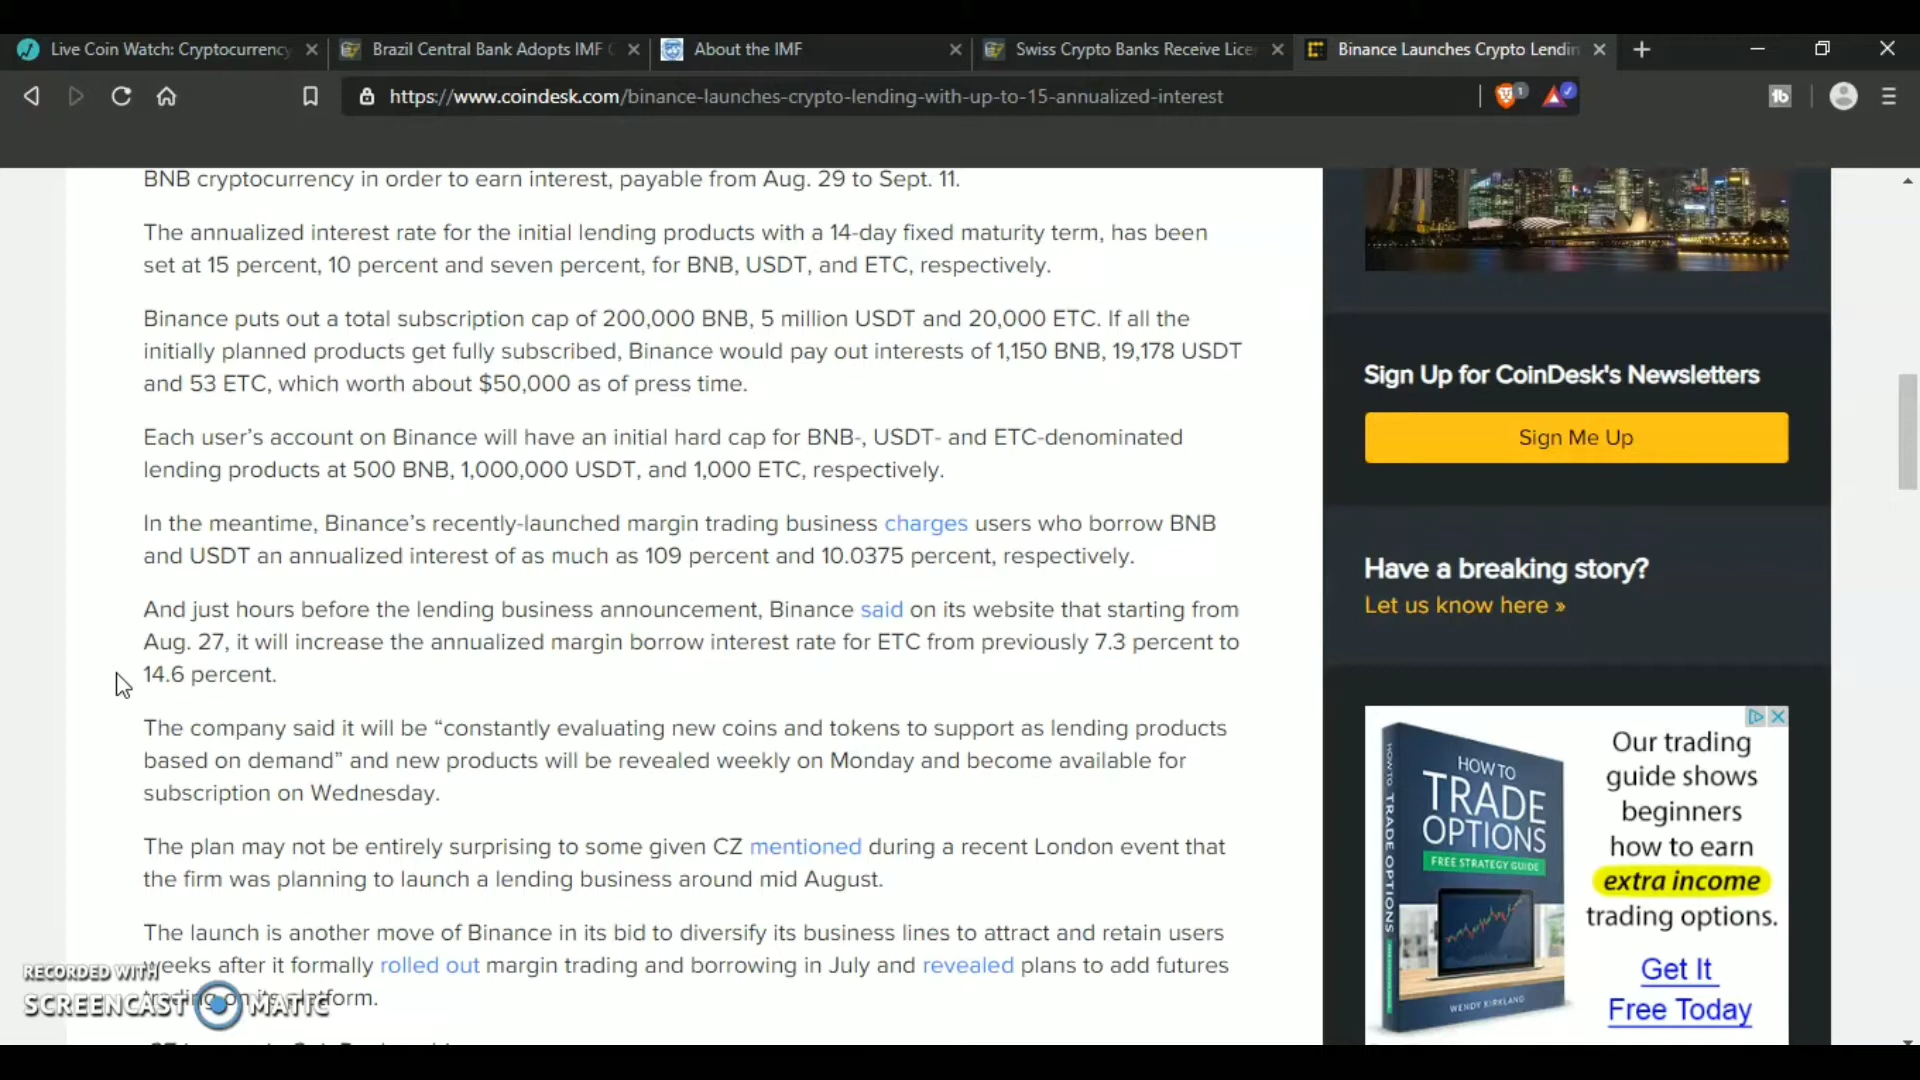 Live Coin Watch: Cryptocurrency
Brazil Central Bank Adopts IMF
About the IMF
Swiss Crypto Banks Receive Lice
Binance Launches Crypto Lendin
https://www.coindesk.com/binance-launches-crypto-lending-with-up-to-15-annualized-interest
1
BNB cryptocurrency in order to earn interest, payable from Aug. 29 to Sept. 11.
The annualized interest rate for the initial lending products with a 14-day fixed maturity term, has been
set at 15 percent, 10 percent and seven percent, for BNB, USDT, and ETC, respectively.
Binance puts out a total subscription cap of 200,000 BNB, 5 million USDT and 20,000 ETC. If all the
initially planned products get fully subscribed, Binance would pay out interests of 1,150 BNB, 19,178 USDT
and 53 ETC, which worth about $50,000 as of press time.
Each user’s account on Binance will have an initial hard cap for BNB-, USDT- and ETC-denominated
lending products at 500 BNB, 1,000,000 USDT, and 1,000 ETC, respectively.
In the meantime, Binance’s recently-launched margin trading business charges users who borrow BNB
and USDT an annualized interest of as much as 109 percent and 10.0375 percent, respectively.
And just hours before the lending business announcement, Binance said on its website that starting from
Aug. 27, it will increase the annualized margin borrow interest rate for ETC from previously 7.3 percent to
14.6 percent.
The company said it will be “constantly evaluating new coins and tokens to support as lending products
based on demand” and new products will be revealed weekly on Monday and become available for
subscription on Wednesday.
The plan may not be entirely surprising to some given CZ mentioned during a recent London event that
the firm was planning to launch a lending business around mid August.
The launch is another move of Binance in its bid to diversify its business lines to attract and retain users
weeks after it formally rolled out margin trading and borrowing in July and revealed plans to add futures
trading on its platform.
RECORDED WITH
SCREENCAST MATIC
Sign Up for CoinDesk's Newsletters
Sign Me Up
Have a breaking story?
Let us know here »
HOW TO TRADE OPTIONS
HOW TO
TRADE
OPTIONS
FREE STRATEGY GUIDE
WENDY KIRKLAND
Our trading
guide shows
beginners
how to earn
extra income
trading options.
Get It
Free Today